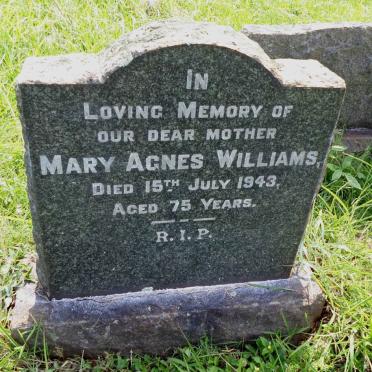 IN
LOVING MEMORY OF
OUR DEAR MOTHER
MARY AGNES WILLIAMS,
DIED 15TH JULY 1943,
AGED 75 YEARS.
R.I.P.